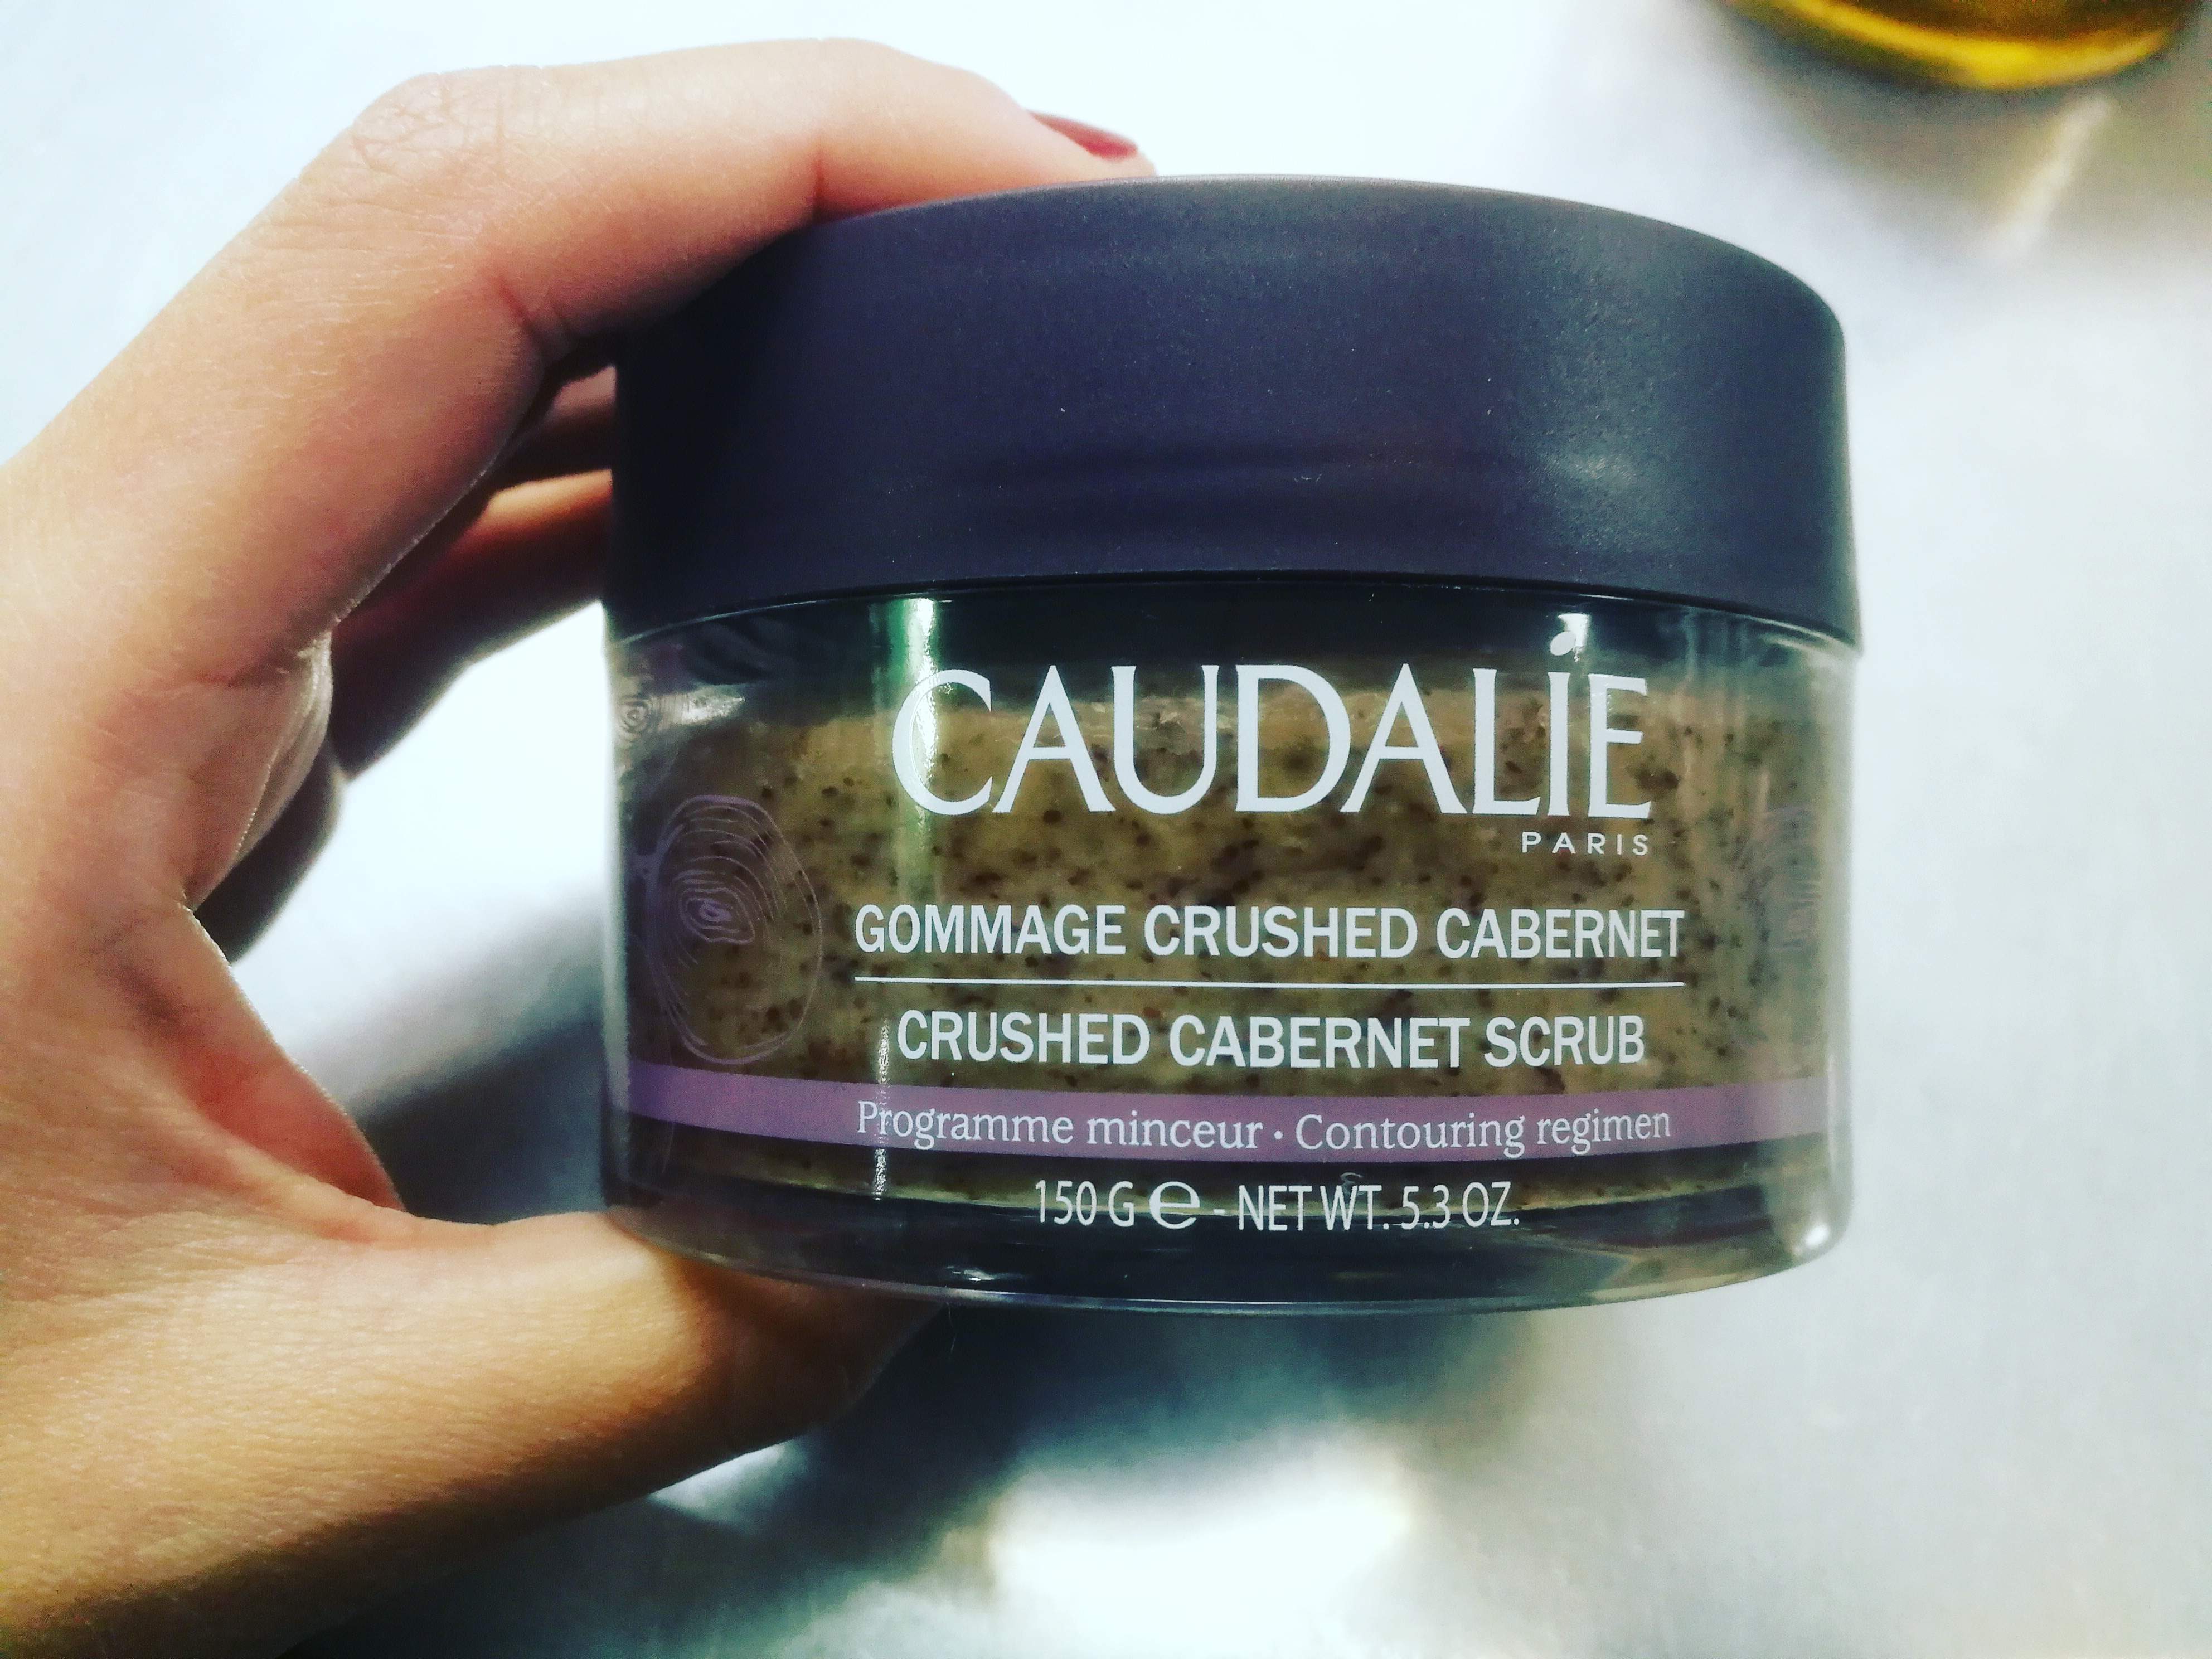 CAUDALIE
PARIS
GOMMAGE CRUSHED CABERNET
CRUSHED CABERNET SCRUB
Programme minceur · Contouring regimen
150 G ℮ - NET WT. 5.3 OZ.